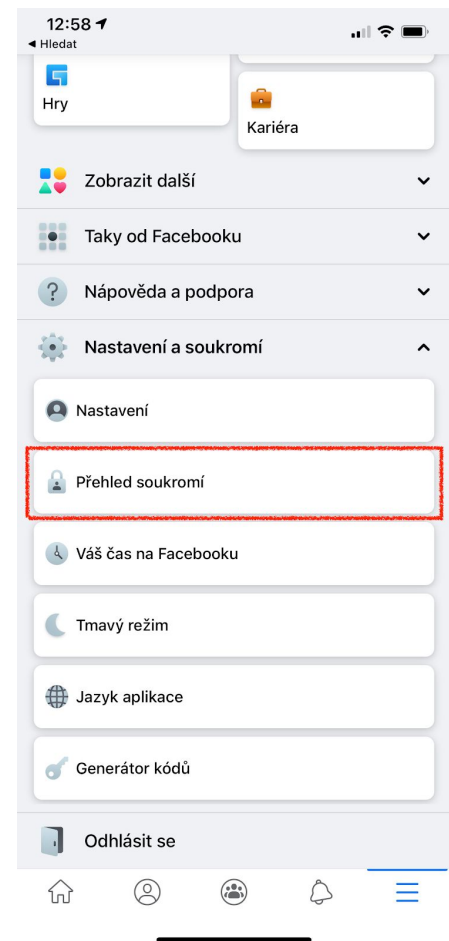 12:58
◀ Hledat
Hry
Kariéra
Zobrazit další
Taky od Facebooku
Nápověda a podpora
Nastavení a soukromí
Nastavení
Přehled soukromí
Váš čas na Facebooku
Tmavý režim
Jazyk aplikace
Generátor kódů
Odhlásit se